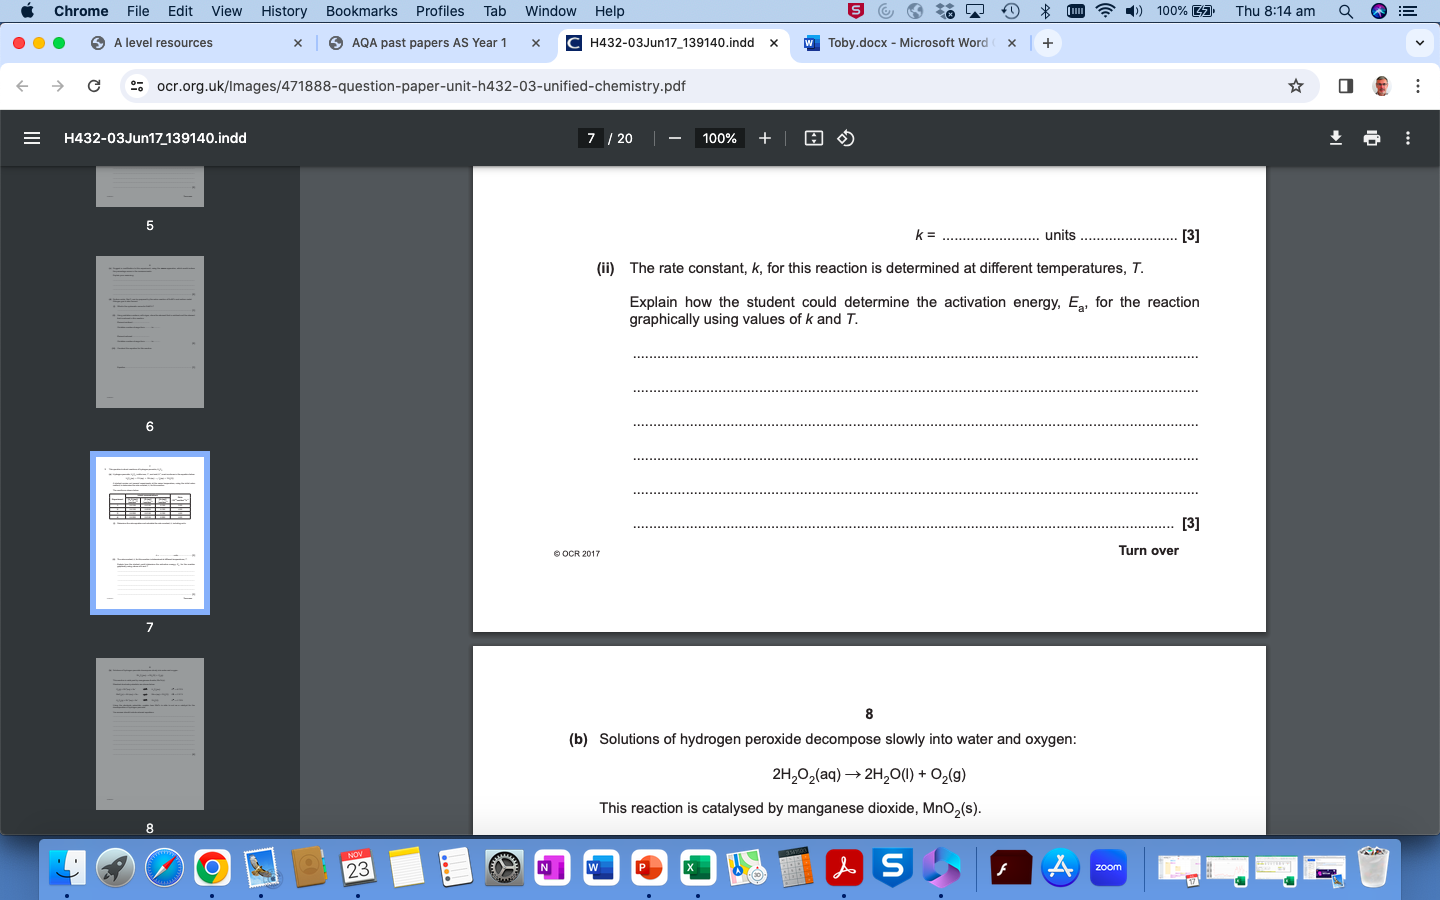 Chrome File Edit View History Bookmarks Profiles Tab Window Help 100% Thu 8:14 am
A level resources
AQA past papers AS Year 1
H432-03Jun17_139140.indd
Toby.docx - Microsoft Word
ocr.org.uk/Images/471888-question-paper-unit-h432-03-unified-chemistry.pdf
H432-03Jun17_139140.indd
7 / 20
100%
5
6
7
8
k = ........................ units ........................ [3]
(ii) The rate constant, k, for this reaction is determined at different temperatures, T.
Explain how the student could determine the activation energy, Eₐ, for the reaction
graphically using values of k and T.
[3]
© OCR 2017
Turn over
8
(b) Solutions of hydrogen peroxide decompose slowly into water and oxygen:
2H₂O₂(aq) → 2H₂O(l) + O₂(g)
This reaction is catalysed by manganese dioxide, MnO₂(s).
NOV
23
zoom
17